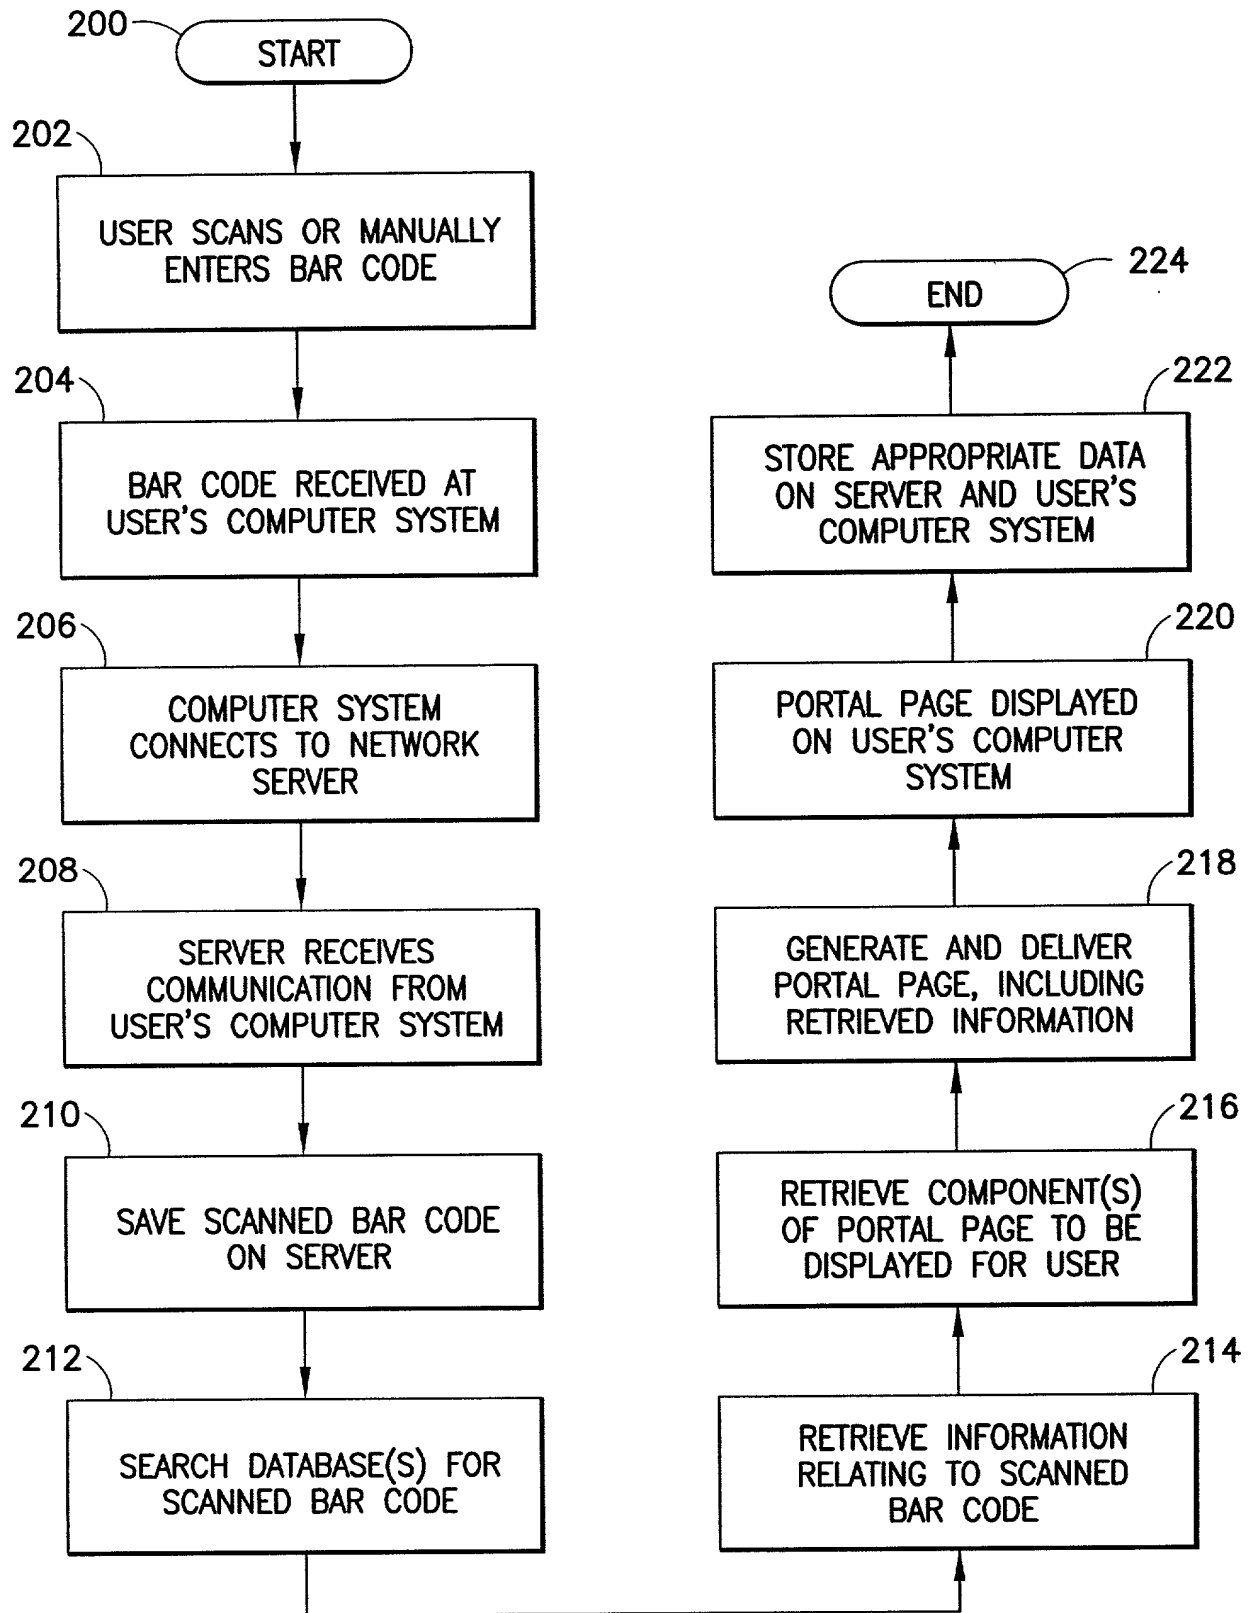 200
START
202
USER SCANS OR MANUALLY
ENTERS BAR CODE
204
BAR CODE RECEIVED AT
USER'S COMPUTER SYSTEM
206
COMPUTER SYSTEM
CONNECTS TO NETWORK
SERVER
208
SERVER RECEIVES
COMMUNICATION FROM
USER'S COMPUTER SYSTEM
210
SAVE SCANNED BAR CODE
ON SERVER
212
SEARCH DATABASE(S) FOR
SCANNED BAR CODE
214
RETRIEVE INFORMATION
RELATING TO SCANNED
BAR CODE
216
RETRIEVE COMPONENT(S)
OF PORTAL PAGE TO BE
DISPLAYED FOR USER
218
GENERATE AND DELIVER
PORTAL PAGE, INCLUDING
RETRIEVED INFORMATION
220
PORTAL PAGE DISPLAYED
ON USER'S COMPUTER
SYSTEM
222
STORE APPROPRIATE DATA
ON SERVER AND USER'S
COMPUTER SYSTEM
224
END